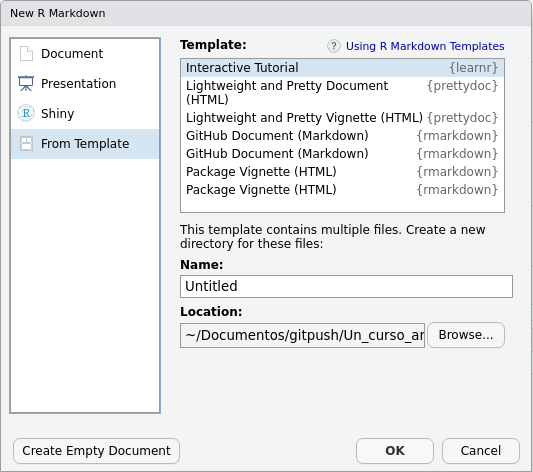 New R Markdown
Document
Presentation
Shiny
From Template
Template:
? Using R Markdown Templates
Interactive Tutorial {learnr}
Lightweight and Pretty Document {prettydoc}
(HTML)
Lightweight and Pretty Vignette (HTML) {prettydoc}
GitHub Document (Markdown) {rmarkdown}
GitHub Document (Markdown) {rmarkdown}
Package Vignette (HTML) {rmarkdown}
Package Vignette (HTML) {rmarkdown}
This template contains multiple files. Create a new
directory for these files:
Name:
Untitled
Location:
~/Documentos/gitpush/Un_curso_ar
Browse...
Create Empty Document
OK
Cancel